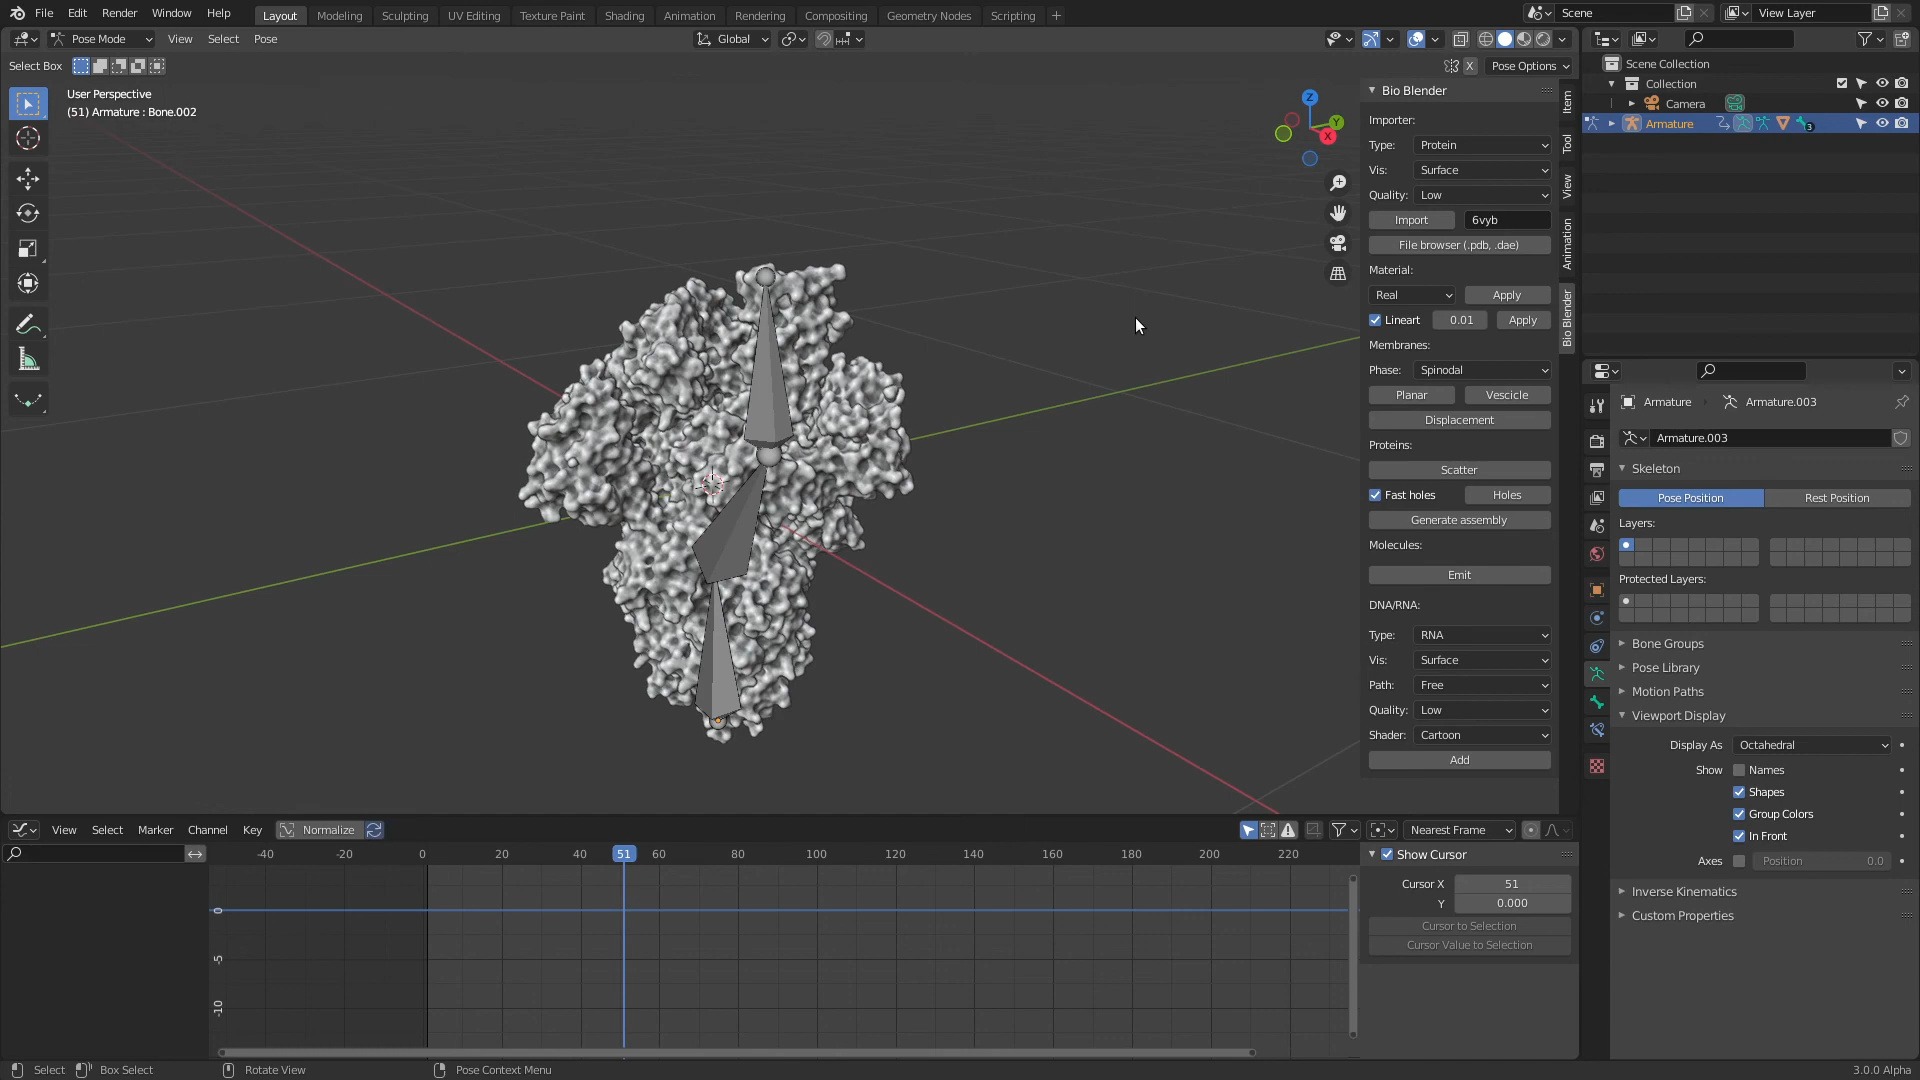 File Edit Render Window Help Layout Modeling Sculpting UV Editing Texture Paint Shading Animation Rendering Compositing Geometry Nodes Scripting + Scene View Layer
Pose Mode View Select Pose Global
Select Box X Pose Options
User Perspective
(51) Armature : Bone.002
Z
Y
X
Bio Blender
Importer:
Type: Protein
Vis: Surface
Quality: Low
Import 6vyb
File browser (.pdb, .dae)
Material:
Real Apply
Lineart 0.01 Apply
Membranes:
Phase: Spinodal
Planar Vescicle
Displacement
Proteins:
Scatter
Fast holes Holes
Generate assembly
Molecules:
Emit
DNA/RNA:
Type: RNA
Vis: Surface
Path: Free
Quality: Low
Shader: Cartoon
Add
Item
Tool
View
Animation
Bio Blender
Scene Collection
Collection
Camera
Armature 3
Armature Armature.003
Armature.003
Skeleton
Pose Position Rest Position
Layers:
Protected Layers:
Bone Groups
Pose Library
Motion Paths
Viewport Display
Display As Octahedral
Show Names
Shapes
Group Colors
In Front
Axes Position 0.0
Inverse Kinematics
Custom Properties
View Select Marker Channel Key Normalize Nearest Frame
-40 -20 0 20 40 51 60 80 100 120 140 160 180 200 220
0
-5
-10
Show Cursor
Cursor X 51
Y 0.000
Cursor to Selection
Cursor Value to Selection
Select Box Select Rotate View Pose Context Menu 3.0.0 Alpha